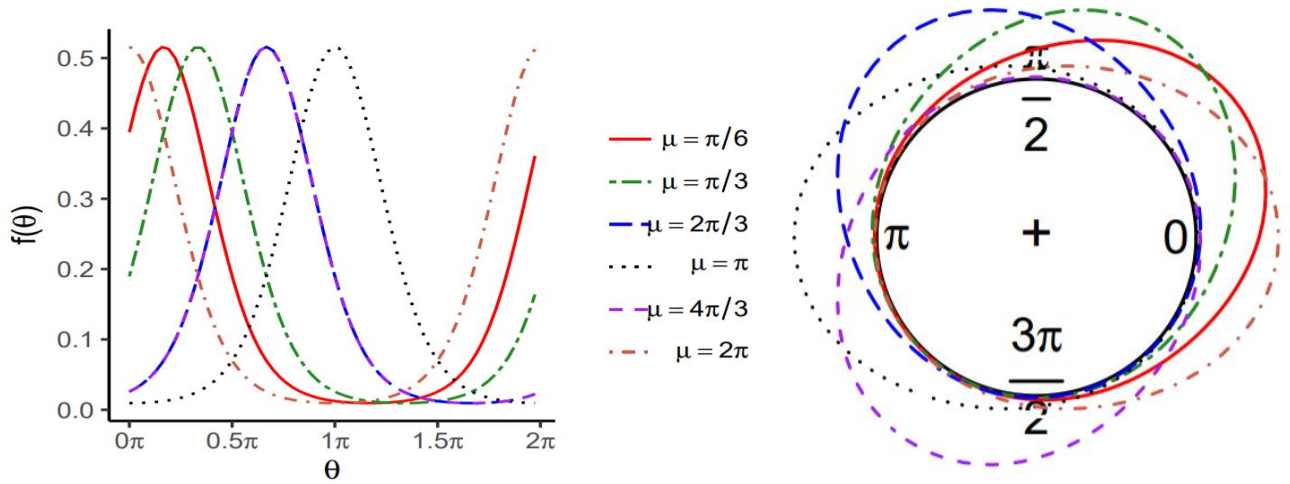 f(θ)
0.5
0.4
0.3
0.2
0.1
0.0
0π 0.5π 1π 1.5π 2π
θ
μ = π/6
μ = π/3
μ = 2π/3
μ = π
μ = 4π/3
μ = 2π
π
2
π + 0
3π
2